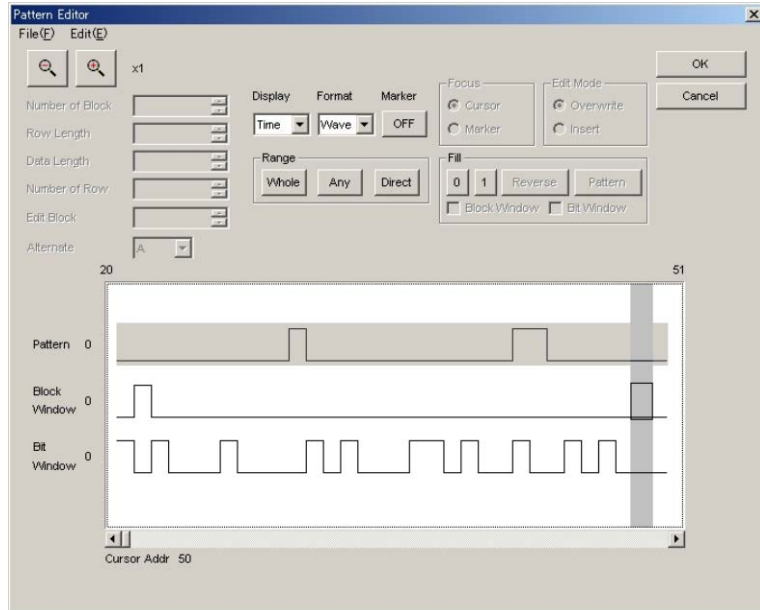 Pattern Editor
File(F) Edit(E)
x1
OK
Cancel
Number of Block
Row Length
Data Length
Number of Row
Edit Block
Alternate A
Display Format Marker
Time Wave OFF
Focus
Cursor
Marker
Edit Mode
Overwrite
Insert
Range
Whole Any Direct
Fill
0 1 Reverse Pattern
Block Window Bit Window
20 51
Pattern 0
Block
Window 0
Bit
Window 0
Cursor Addr 50